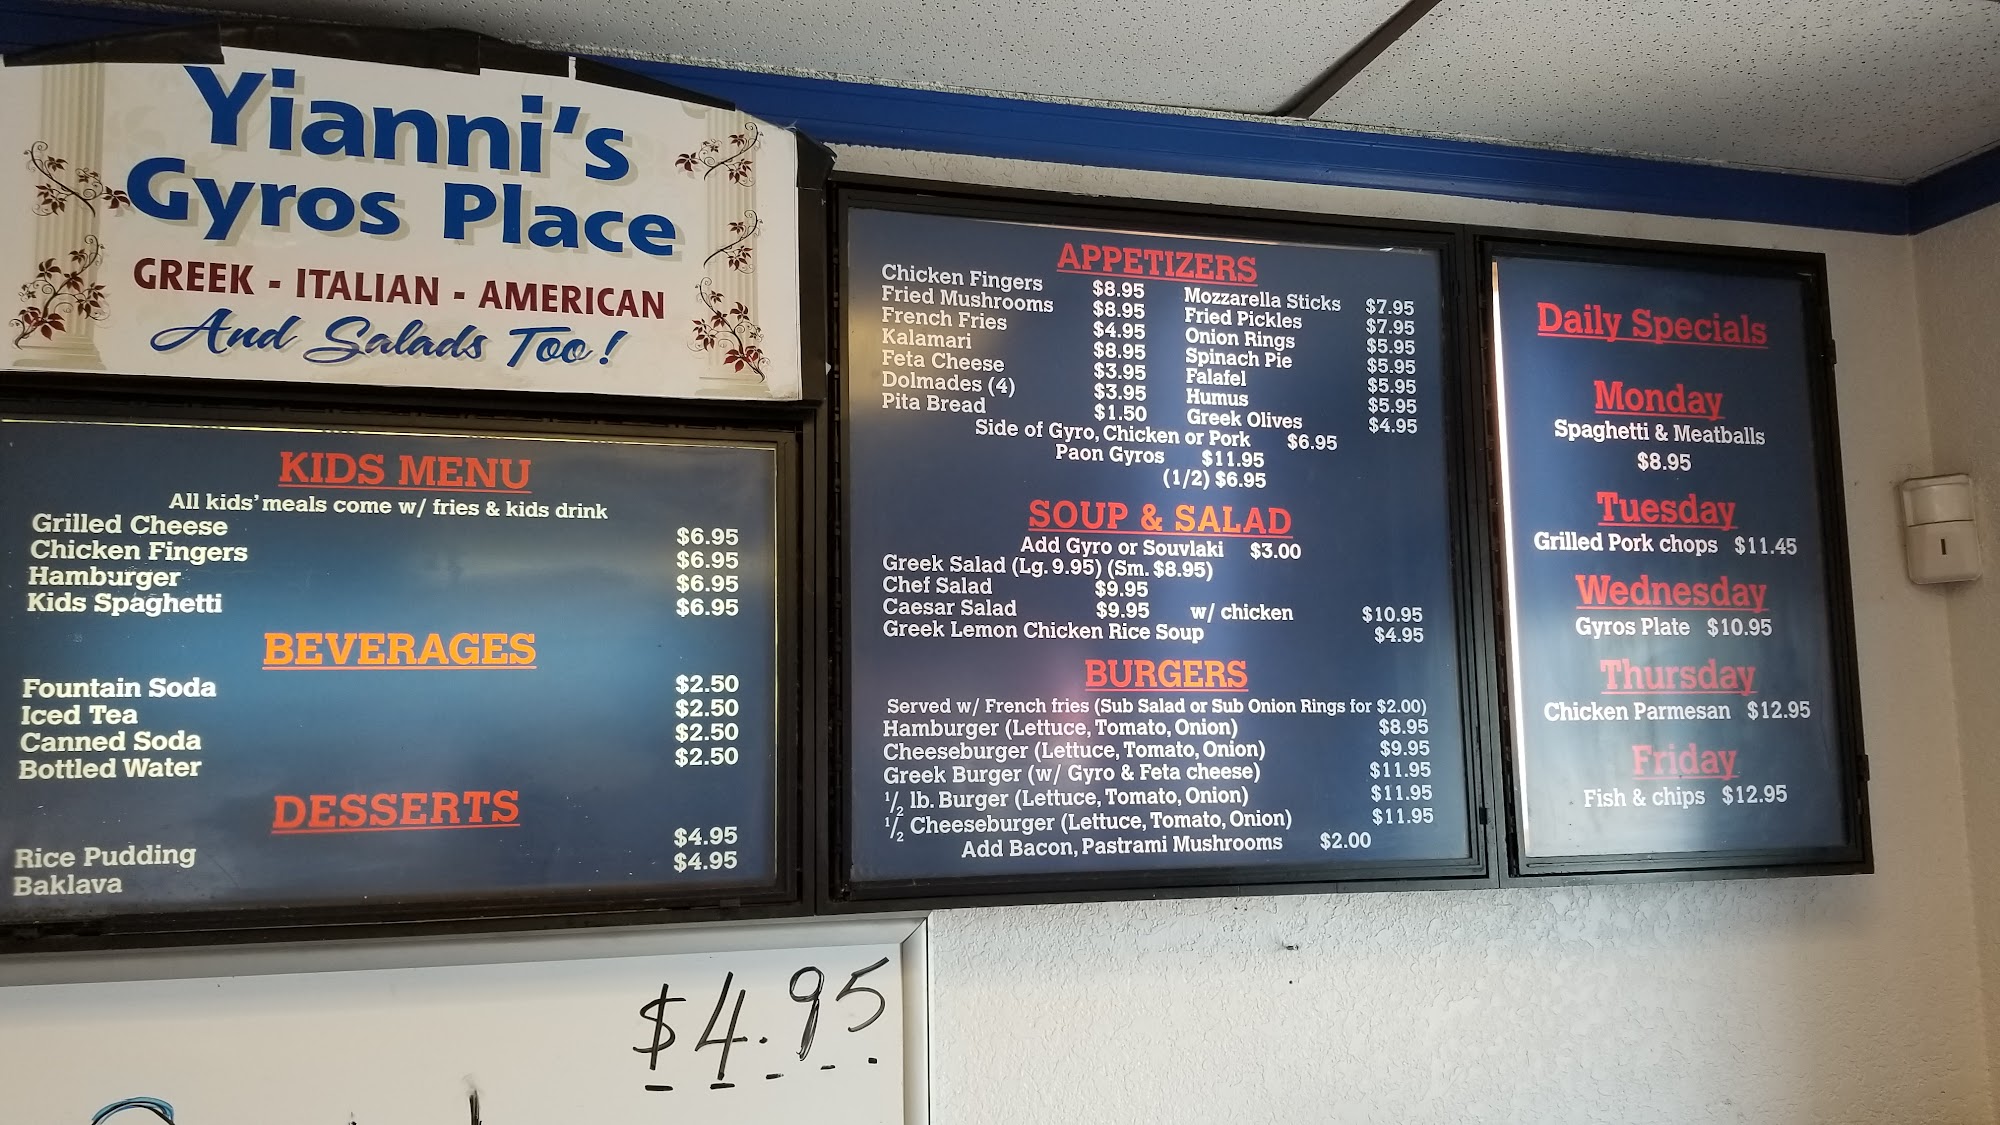 Yianni's
Gyros Place
GREEK - ITALIAN - AMERICAN
And Salads Too!
KIDS MENU
All kids' meals come w/ fries & kids drink
Grilled Cheese $6.95
Chicken Fingers $6.95
Hamburger $6.95
Kids Spaghetti $6.95
BEVERAGES
Fountain Soda $2.50
Iced Tea $2.50
Canned Soda $2.50
Bottled Water $2.50
DESSERTS
Rice Pudding $4.95
Baklava $4.95
$4.95
APPETIZERS
Chicken Fingers $8.95 Mozzarella Sticks $7.95
Fried Mushrooms $8.95 Fried Pickles $7.95
French Fries $4.95 Onion Rings $5.95
Kalamari $8.95 Spinach Pie $5.95
Feta Cheese $3.95 Falafel $5.95
Dolmades (4) $3.95 Humus $5.95
Pita Bread $1.50 Greek Olives $4.95
Side of Gyro, Chicken or Pork $6.95
Paon Gyros $11.95
(1/2) $6.95
SOUP & SALAD
Add Gyro or Souvlaki $3.00
Greek Salad (Lg. 9.95) (Sm. $8.95)
Chef Salad $9.95
Caesar Salad $9.95 w/ chicken $10.95
Greek Lemon Chicken Rice Soup $4.95
BURGERS
Served w/ French fries (Sub Salad or Sub Onion Rings for $2.00)
Hamburger (Lettuce, Tomato, Onion) $8.95
Cheeseburger (Lettuce, Tomato, Onion) $9.95
Greek Burger (w/ Gyro & Feta cheese) $11.95
1/2 lb. Burger (Lettuce, Tomato, Onion) $11.95
1/2 Cheeseburger (Lettuce, Tomato, Onion) $11.95
Add Bacon, Pastrami Mushrooms $2.00
Daily Specials
Monday
Spaghetti & Meatballs
$8.95
Tuesday
Grilled Pork chops $11.45
Wednesday
Gyros Plate $10.95
Thursday
Chicken Parmesan $12.95
Friday
Fish & chips $12.95